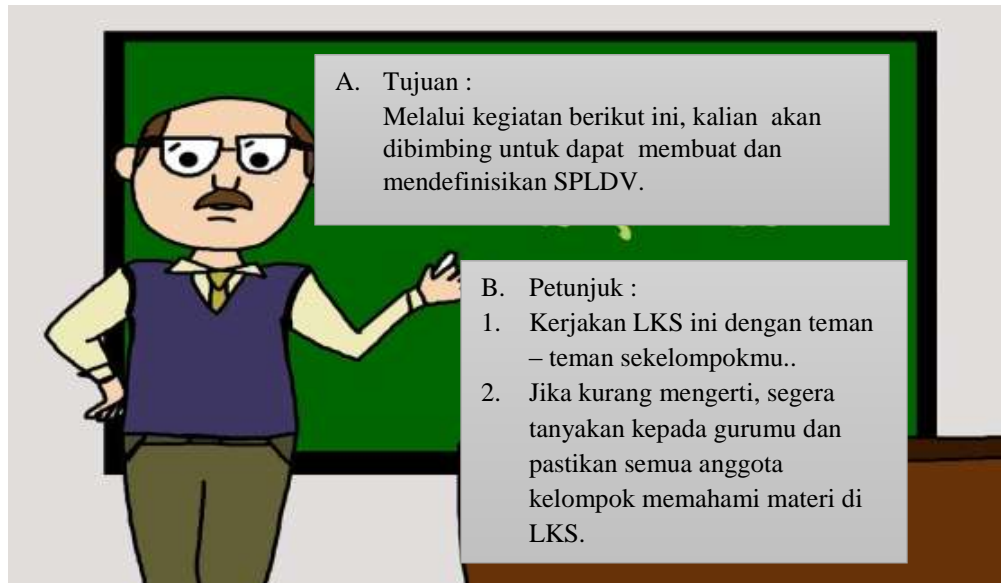 A. Tujuan :
Melalui kegiatan berikut ini, kalian akan
dibimbing untuk dapat membuat dan
mendefinisikan SPLDV.
B. Petunjuk :
1. Kerjakan LKS ini dengan teman
– teman sekelompokmu..
2. Jika kurang mengerti, segera
tanyakan kepada gurumu dan
pastikan semua anggota
kelompok memahami materi di
LKS.